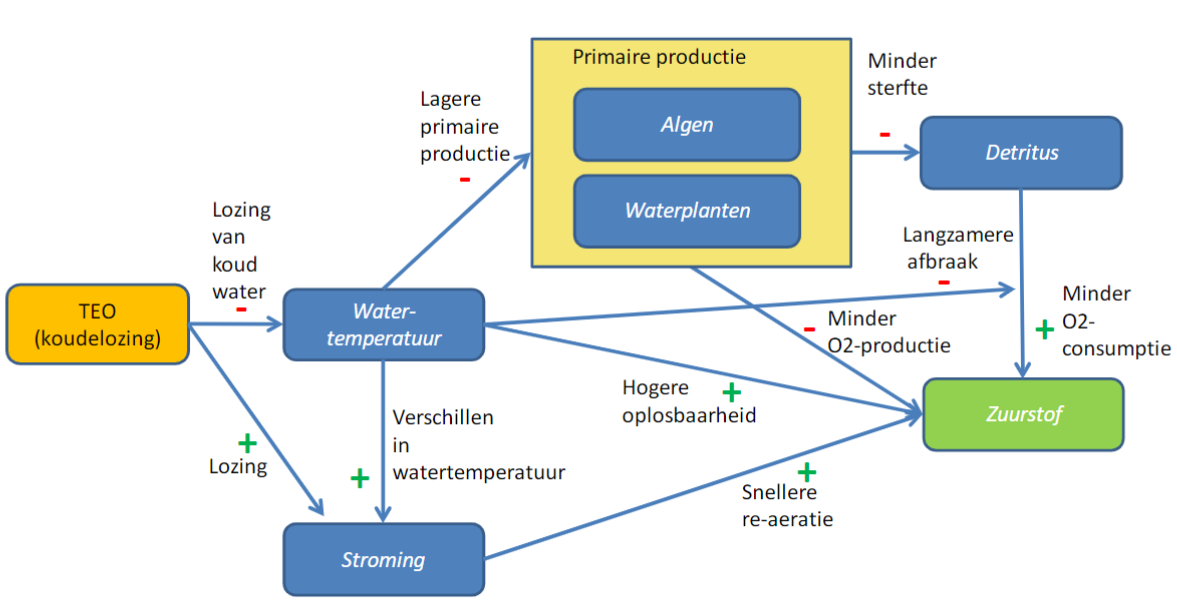 Primaire productie
Minder
sterfte
-
Algen
Detritus
Lagere
primaire
productie
-
Waterplanten
Lozing
van
koud
water
-
Langzamere
afbraak
-
TEO
(koudelozing)
Water-
temperatuur
Minder
O2-
consumptie
+
-
Minder
O2-productie
Hogere
oplosbaarheid
+
Zuurstof
Verschillen
in
watertemperatuur
+
+
Lozing
+
Snellere
re-aeratie
Stroming